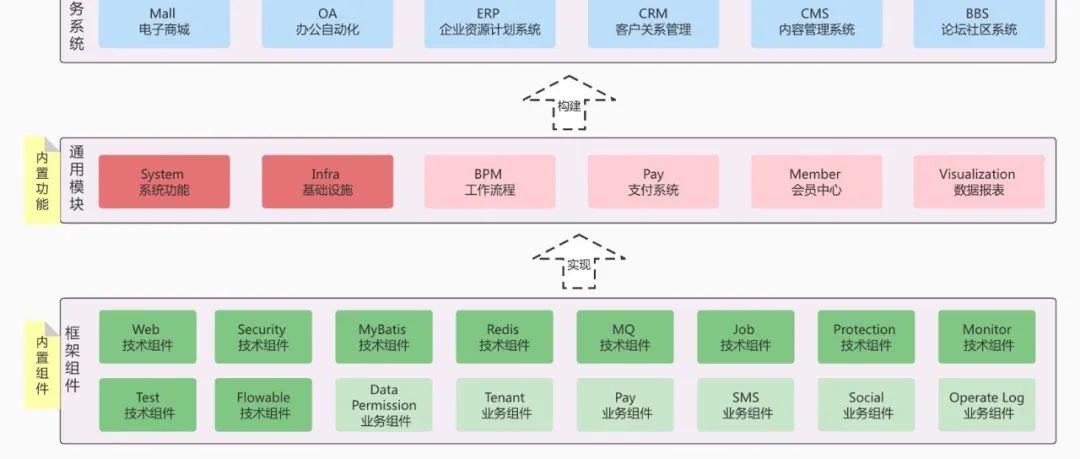 务系统
Mall
电子商城
OA
办公自动化
ERP
企业资源计划系统
CRM
客户关系管理
CMS
内容管理系统
BBS
论坛社区系统
构建
内置功能
通用模块
System
系统功能
Infra
基础设施
BPM
工作流程
Pay
支付系统
Member
会员中心
Visualization
数据报表
实现
内置组件
框架组件
Web
技术组件
Security
技术组件
MyBatis
技术组件
Redis
技术组件
MQ
技术组件
Job
技术组件
Protection
技术组件
Monitor
技术组件
Test
技术组件
Flowable
技术组件
Data
Permission
业务组件
Tenant
业务组件
Pay
业务组件
SMS
业务组件
Social
业务组件
Operate Log
业务组件